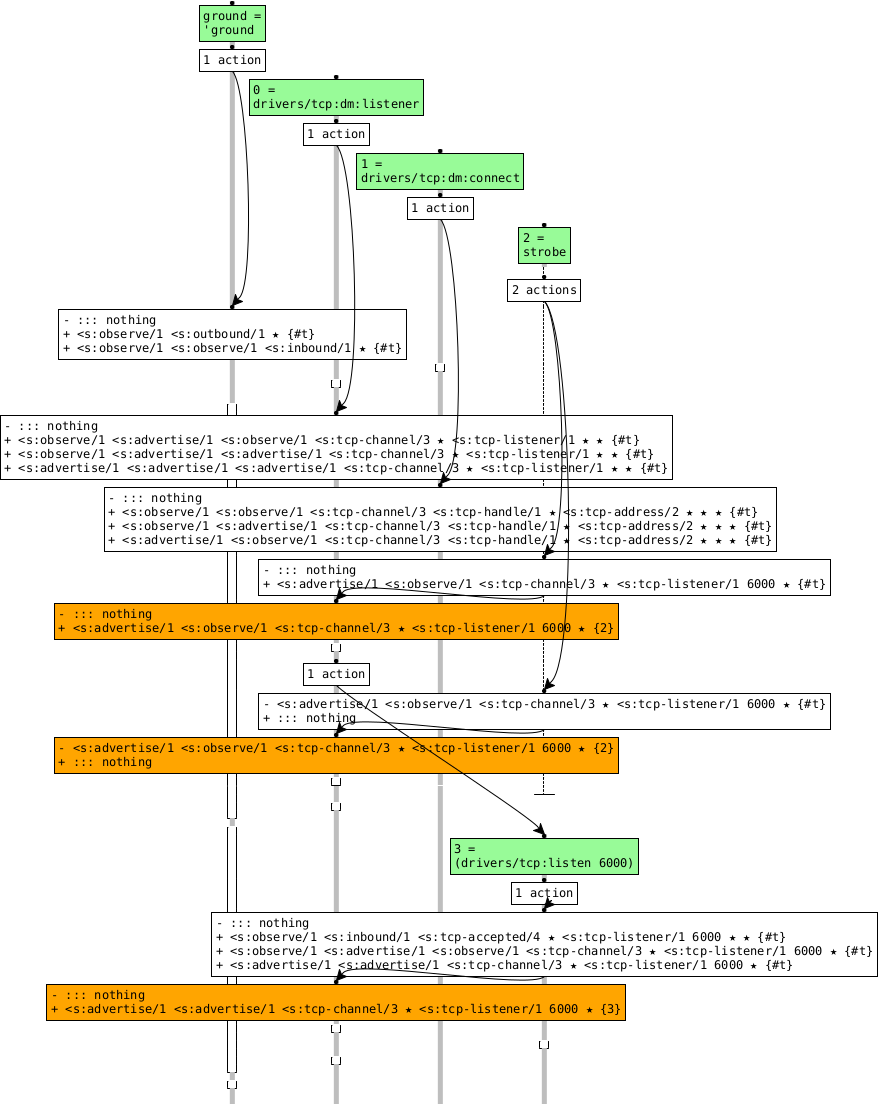 ground =
'ground
1 action
0 =
drivers/tcp:dm:listener
1 action
1 =
drivers/tcp:dm:connect
1 action
2 =
strobe
2 actions
- ::: nothing
+ <s:observe/1 <s:outbound/1 ★ {#t}
+ <s:observe/1 <s:observe/1 <s:inbound/1 ★ {#t}
- ::: nothing
+ <s:observe/1 <s:advertise/1 <s:observe/1 <s:tcp-channel/3 ★ <s:tcp-listener/1 ★ ★ {#t}
+ <s:observe/1 <s:advertise/1 <s:advertise/1 <s:tcp-channel/3 ★ <s:tcp-listener/1 ★ ★ {#t}
+ <s:advertise/1 <s:advertise/1 <s:advertise/1 <s:tcp-channel/3 ★ <s:tcp-listener/1 ★ ★ {#t}
- ::: nothing
+ <s:observe/1 <s:observe/1 <s:tcp-channel/3 <s:tcp-handle/1 ★ <s:tcp-address/2 ★ ★ ★ {#t}
+ <s:observe/1 <s:advertise/1 <s:tcp-channel/3 <s:tcp-handle/1 ★ <s:tcp-address/2 ★ ★ ★ {#t}
+ <s:advertise/1 <s:observe/1 <s:tcp-channel/3 <s:tcp-handle/1 ★ <s:tcp-address/2 ★ ★ ★ {#t}
- ::: nothing
+ <s:advertise/1 <s:observe/1 <s:tcp-channel/3 ★ <s:tcp-listener/1 6000 ★ {#t}
- ::: nothing
+ <s:advertise/1 <s:observe/1 <s:tcp-channel/3 ★ <s:tcp-listener/1 6000 ★ {2}
1 action
- <s:advertise/1 <s:observe/1 <s:tcp-channel/3 ★ <s:tcp-listener/1 6000 ★ {#t}
+ ::: nothing
- <s:advertise/1 <s:observe/1 <s:tcp-channel/3 ★ <s:tcp-listener/1 6000 ★ {2}
+ ::: nothing
3 =
(drivers/tcp:listen 6000)
1 action
- ::: nothing
+ <s:observe/1 <s:inbound/1 <s:tcp-accepted/4 ★ <s:tcp-listener/1 6000 ★ ★ {#t}
+ <s:observe/1 <s:advertise/1 <s:observe/1 <s:tcp-channel/3 ★ <s:tcp-listener/1 6000 ★ {#t}
+ <s:advertise/1 <s:advertise/1 <s:tcp-channel/3 ★ <s:tcp-listener/1 6000 ★ {#t}
- ::: nothing
+ <s:advertise/1 <s:advertise/1 <s:tcp-channel/3 ★ <s:tcp-listener/1 6000 ★ {3}